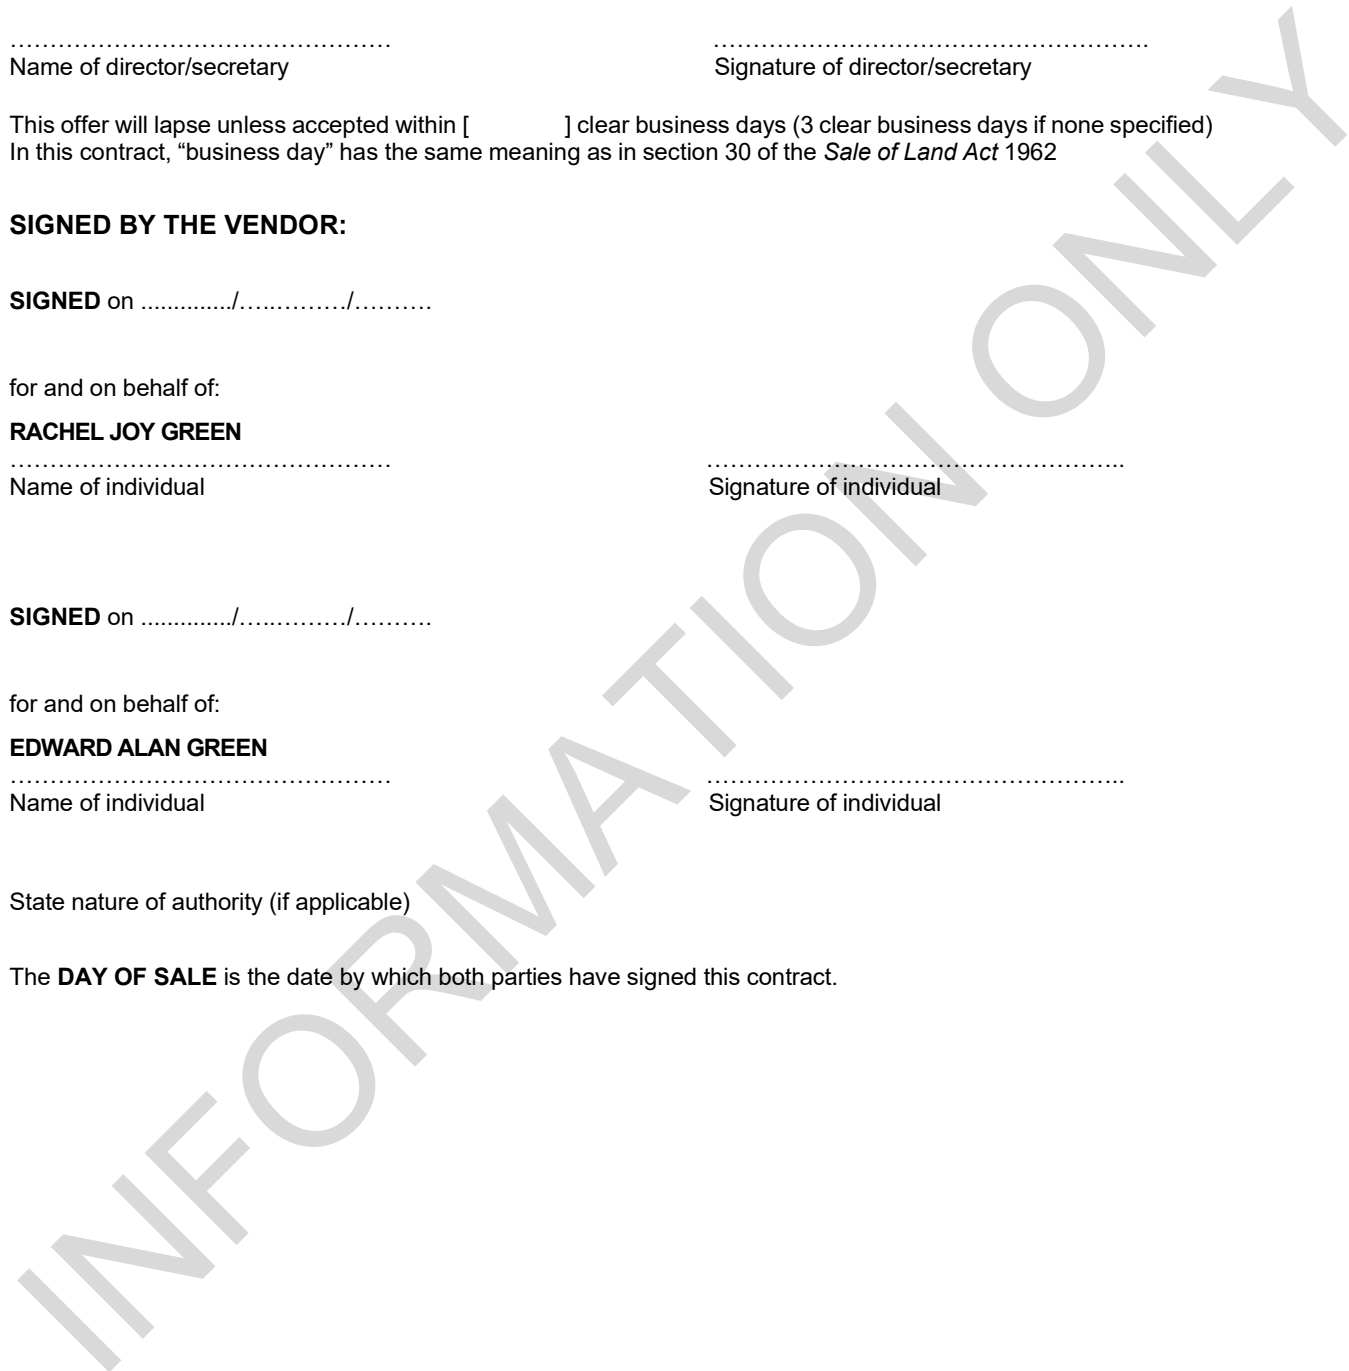 …………………………………………
……………………………………………….
Name of director/secretary
Signature of director/secretary
This offer will lapse unless accepted within [ ] clear business days (3 clear business days if none specified)
In this contract, “business day” has the same meaning as in section 30 of the Sale of Land Act 1962
SIGNED BY THE VENDOR:
SIGNED on ............../…..………/……….
for and on behalf of:
RACHEL JOY GREEN
…………………………………………
……………………………………………..
Name of individual
Signature of individual
SIGNED on ............../…..………/……….
for and on behalf of:
EDWARD ALAN GREEN
…………………………………………
……………………………………………..
Name of individual
Signature of individual
State nature of authority (if applicable)
The DAY OF SALE is the date by which both parties have signed this contract.
INFORMATION ONLY